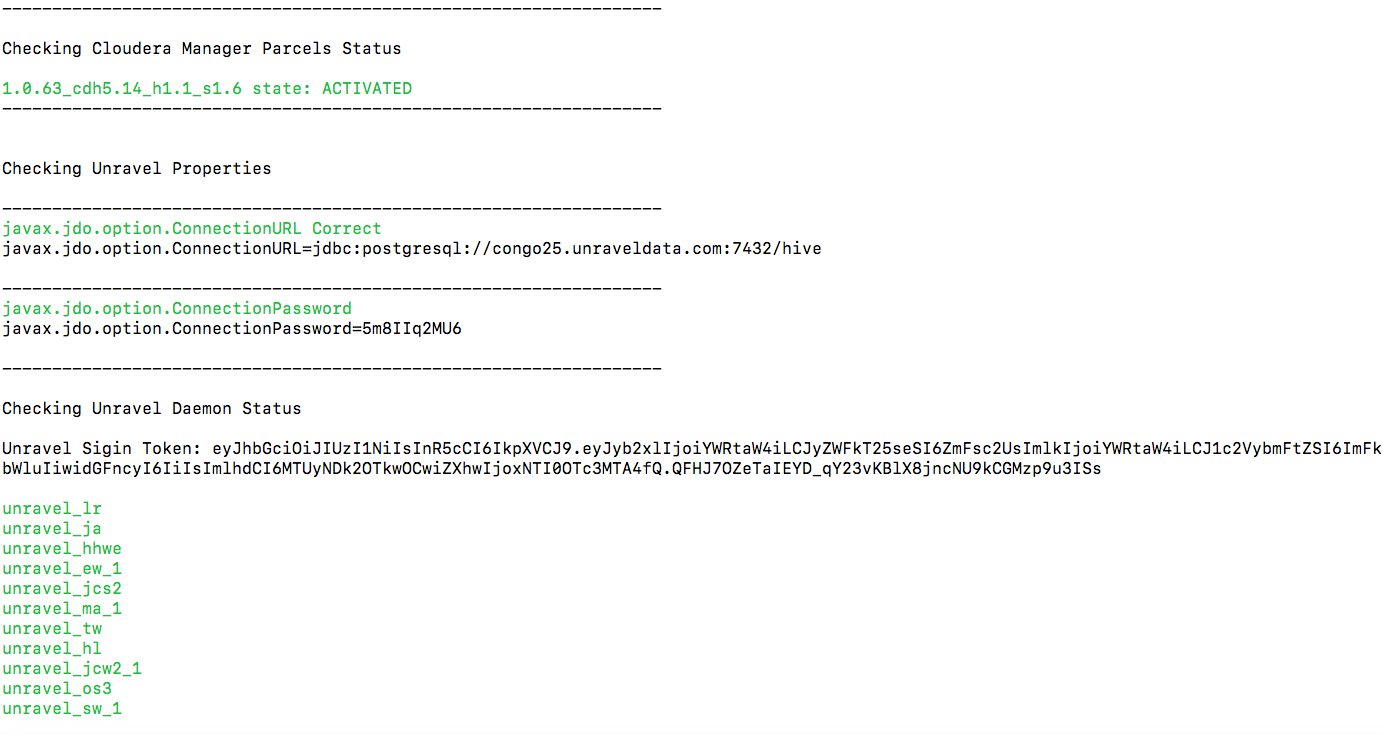 ------------------------------------------------------------------
Checking Cloudera Manager Parcels Status
1.0.63_cdh5.14_h1.1_s1.6 state: ACTIVATED
------------------------------------------------------------------
Checking Unravel Properties
------------------------------------------------------------------
javax.jdo.option.ConnectionURL Correct
javax.jdo.option.ConnectionURL=jdbc:postgresql://congo25.unraveldata.com:7432/hive
------------------------------------------------------------------
javax.jdo.option.ConnectionPassword
javax.jdo.option.ConnectionPassword=5m8IIq2MU6
------------------------------------------------------------------
Checking Unravel Daemon Status
Unravel Sigin Token: eyJhbGciOiJIUzI1NiIsInR5cCI6IkpXVCJ9.eyJyb2xlIjoiYWRtaW4iLCJyZWFkT25seSI6ZmFsc2UsImlkIjoiYWRtaW4iLCJ1c2VybmFtZSI6ImFk
bWluIiwidGFncyI6IiIsImlhdCI6MTUyNDk2OTkwOCwiZXhwIjoxNTI0OTc3MTA4fQ.QFHJ7OZeTaIEYD_qY23vKBlX8jncNU9kCGMzp9u3ISs
unravel_lr
unravel_ja
unravel_hhwe
unravel_ew_1
unravel_jcs2
unravel_ma_1
unravel_tw
unravel_hl
unravel_jcw2_1
unravel_os3
unravel_sw_1